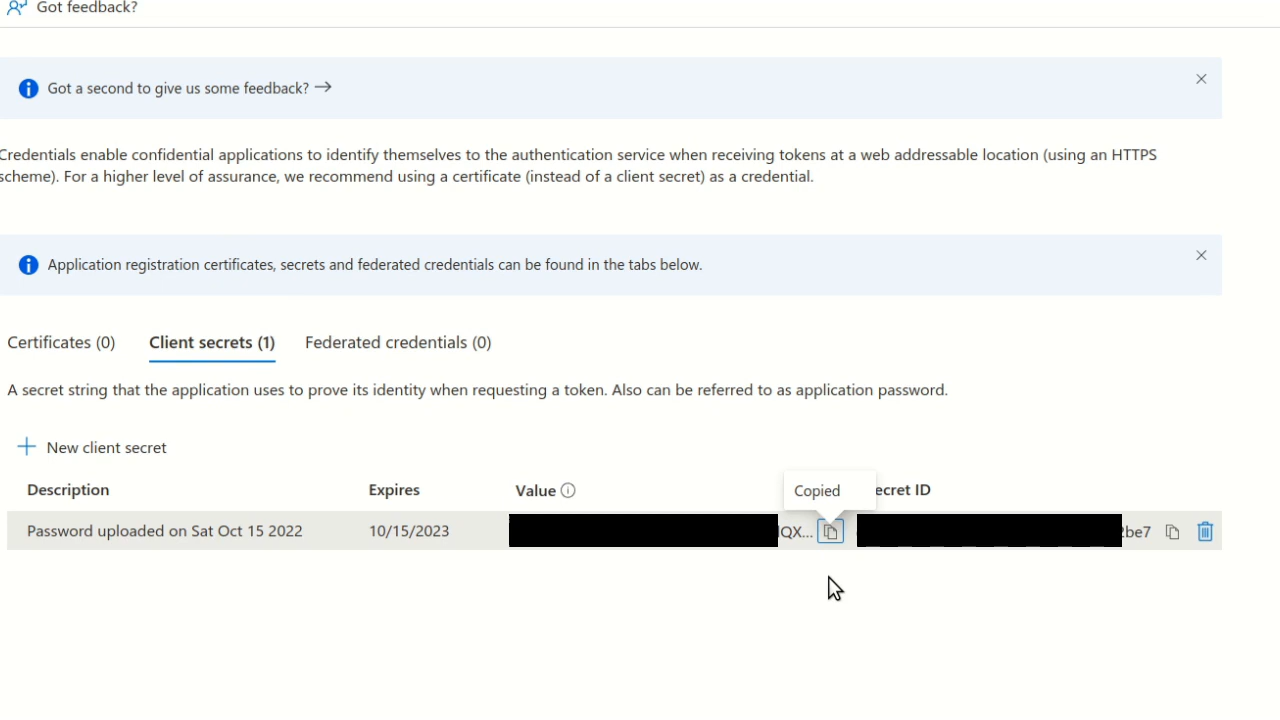 Got feedback?
Got a second to give us some feedback? →
Credentials enable confidential applications to identify themselves to the authentication service when receiving tokens at a web addressable location (using an HTTPS
scheme). For a higher level of assurance, we recommend using a certificate (instead of a client secret) as a credential.
Application registration certificates, secrets and federated credentials can be found in the tabs below.
Certificates (0) Client secrets (1) Federated credentials (0)
A secret string that the application uses to prove its identity when requesting a token. Also can be referred to as application password.
New client secret
Description Expires Value Copied ecret ID
Password uploaded on Sat Oct 15 2022 10/15/2023 QX... be7